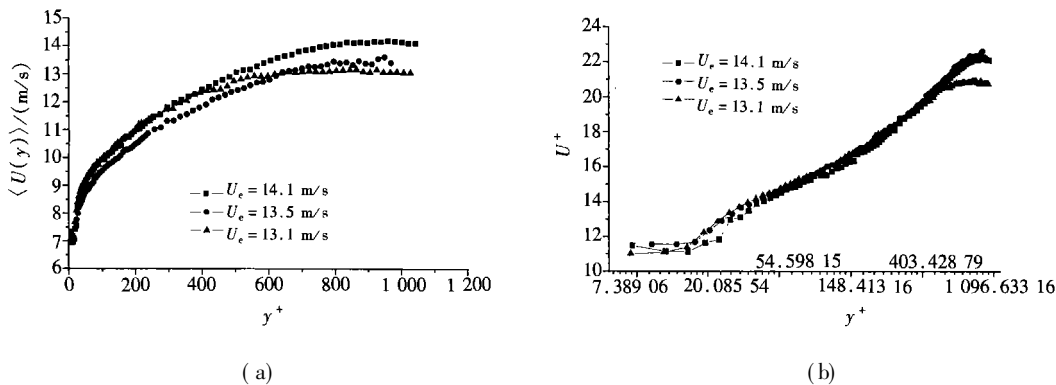 15
14
13
12
11
10
9
8
7
6
⟨U(y)⟩/(m/s)
Ue = 14.1 m/s
Ue = 13.5 m/s
Ue = 13.1 m/s
0 200 400 600 800 1 000 1 200
y+
(a)
24
22
20
18
16
14
12
10
U+
Ue = 14.1 m/s
Ue = 13.5 m/s
Ue = 13.1 m/s
54.598 15 403.428 79
7.389 06 20.085 54 148.413 16 1 096.633 16
y+
(b)